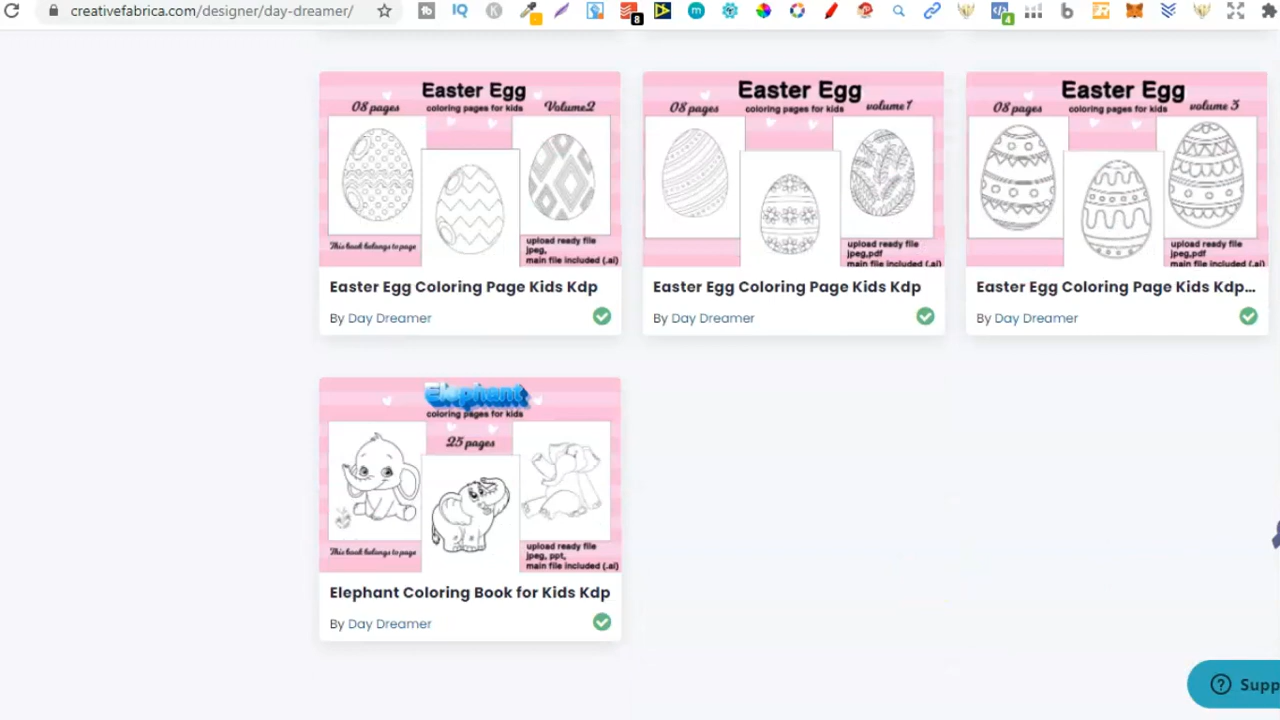 creativefabrica.com/designer/day-dreamer/
8
4
Easter Egg
coloring pages for kids
08 pages
Volume2
This book belongs to page
upload ready file
jpeg,
main file included (.ai)
Easter Egg Coloring Page Kids Kdp
By Day Dreamer
Easter Egg
coloring pages for kids
08 pages
volume 1
upload ready file
jpeg,pdf
main file included (.ai)
Easter Egg Coloring Page Kids Kdp
By Day Dreamer
Easter Egg
coloring pages for kids
08 pages
volume 3
upload ready file
jpeg,pdf
main file included (.ai)
Easter Egg Coloring Page Kids Kdp...
By Day Dreamer
Elephant
coloring pages for kids
25 pages
This book belongs to page
upload ready file
jpeg, ppt,
main file included (.ai)
Elephant Coloring Book for Kids Kdp
By Day Dreamer
Supp